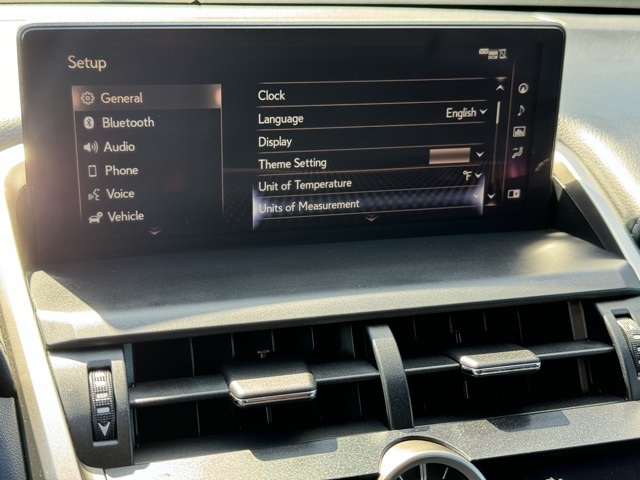 Setup
General
Bluetooth
Audio
Phone
Voice
Vehicle
Clock
Language English
Display
Theme Setting
Unit of Temperature °F
Units of Measurement